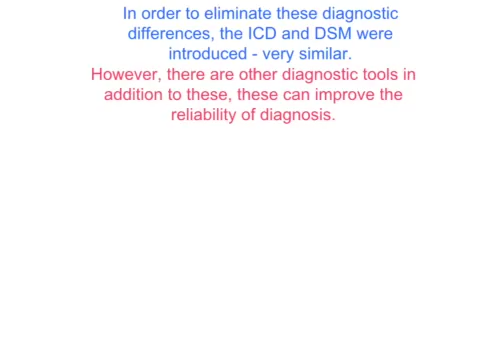 In order to eliminate these diagnostic
differences, the ICD and DSM were
introduced - very similar.
However, there are other diagnostic tools in
addition to these, these can improve the
reliability of diagnosis.